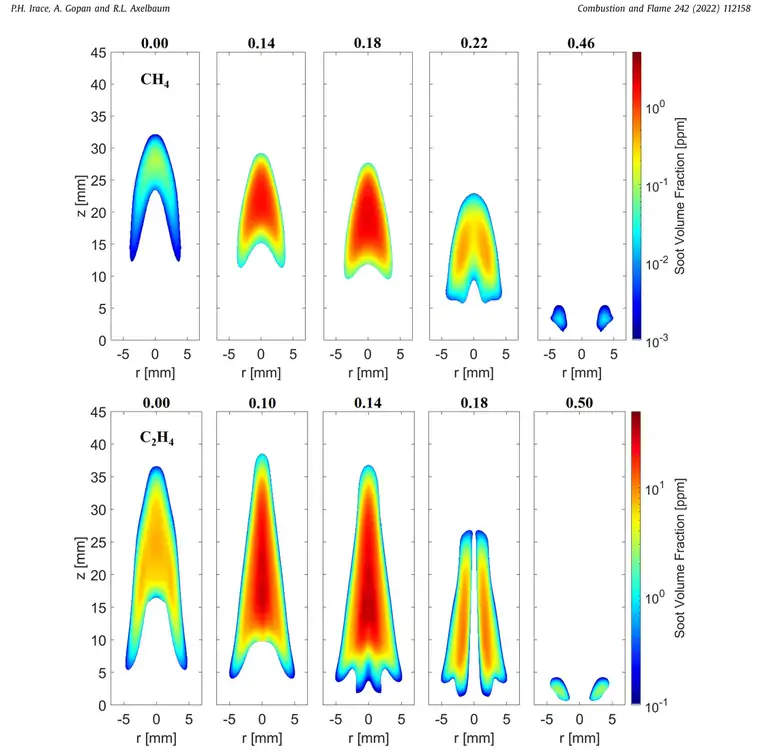 P.H. Irace, A. Gopan and R.L. Axelbaum
Combustion and Flame 242 (2022) 112158
0.00 0.14 0.18 0.22 0.46
CH4
45
40
35
30
25
20
15
10
5
0
z [mm]
-5 0 5 -5 0 5 -5 0 5 -5 0 5 -5 0 5
r [mm] r [mm] r [mm] r [mm] r [mm]
10^0
10^-1
10^-2
10^-3
Soot Volume Fraction [ppm]
0.00 0.10 0.14 0.18 0.50
C2H4
45
40
35
30
25
20
15
10
5
0
z [mm]
-5 0 5 -5 0 5 -5 0 5 -5 0 5 -5 0 5
r [mm] r [mm] r [mm] r [mm] r [mm]
10^1
10^0
10^-1
Soot Volume Fraction [ppm]